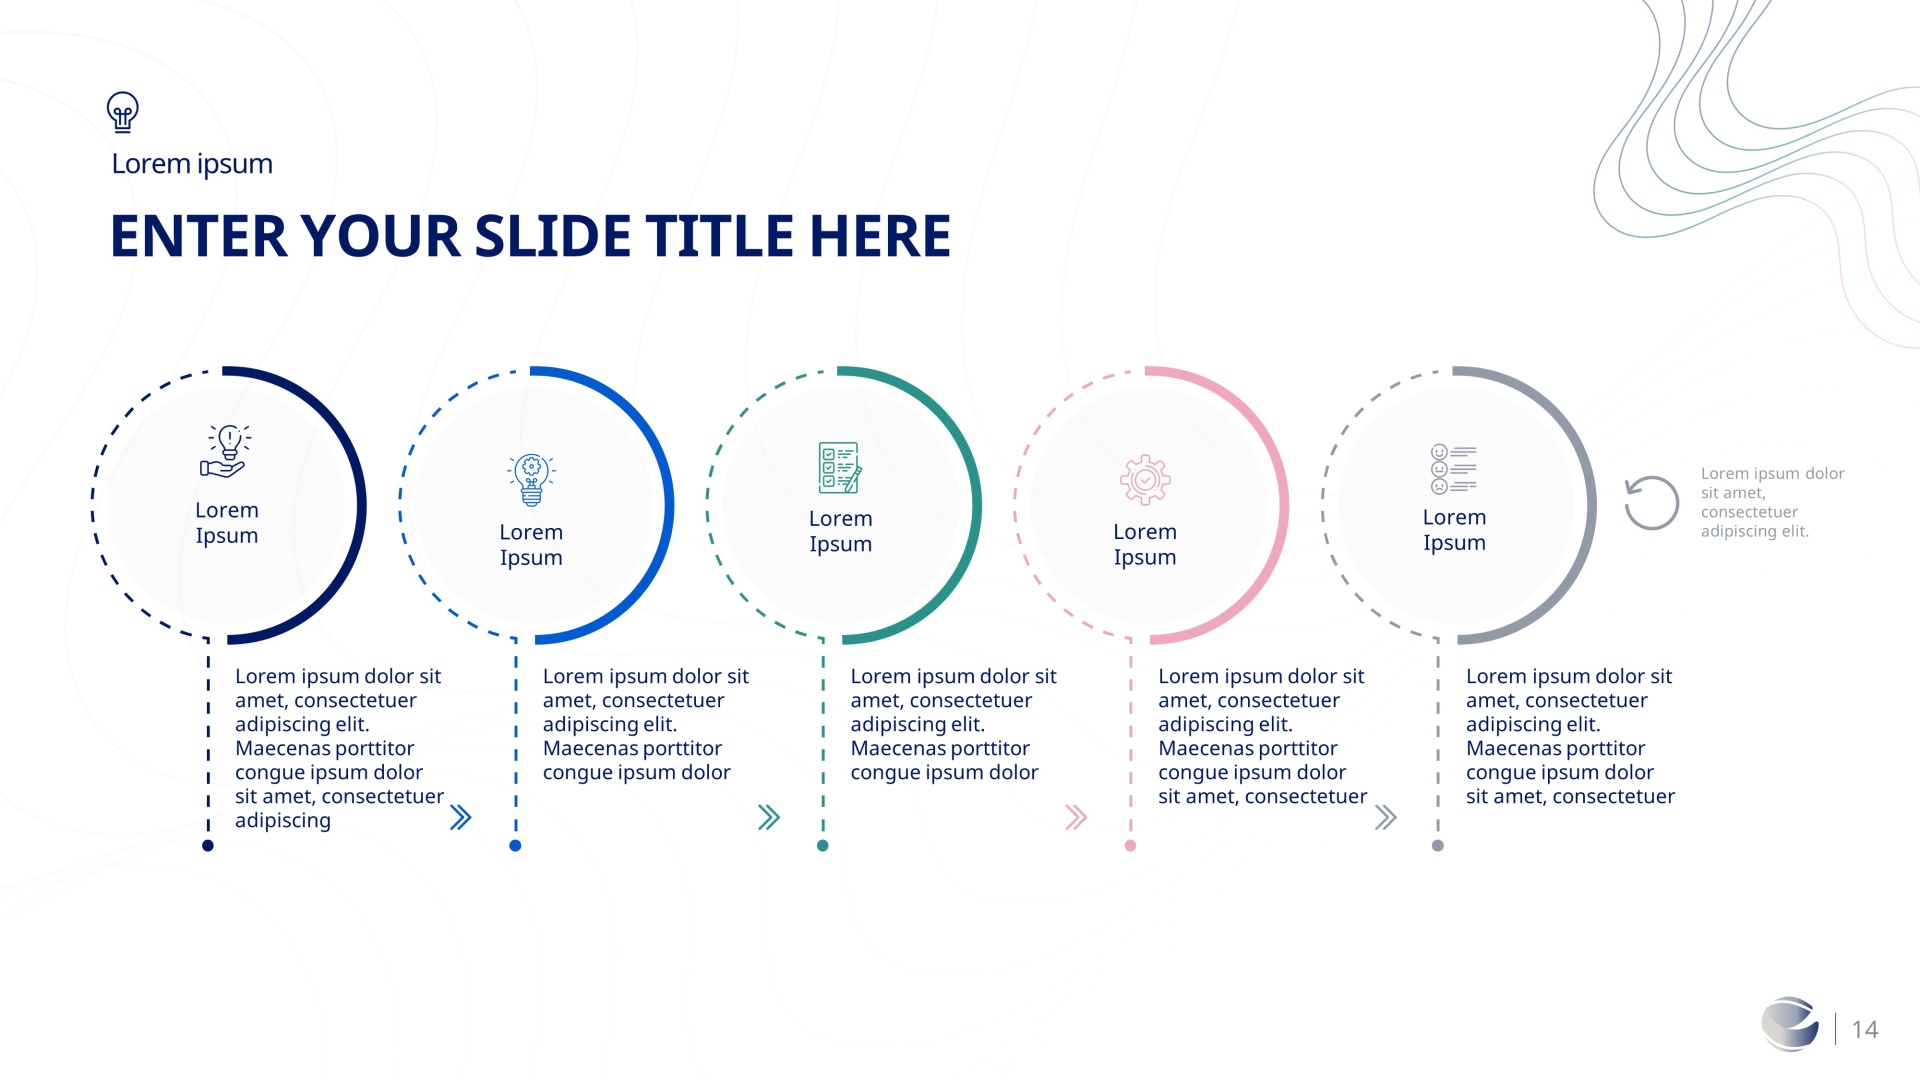 Lorem ipsum
ENTER YOUR SLIDE TITLE HERE
Lorem
Ipsum
Lorem
Ipsum
Lorem
Ipsum
Lorem
Ipsum
Lorem
Ipsum
Lorem ipsum dolor
sit amet,
consectetuer
adipiscing elit.
Lorem ipsum dolor sit
amet, consectetuer
adipiscing elit.
Maecenas porttitor
congue ipsum dolor
sit amet, consectetuer
adipiscing
Lorem ipsum dolor sit
amet, consectetuer
adipiscing elit.
Maecenas porttitor
congue ipsum dolor
Lorem ipsum dolor sit
amet, consectetuer
adipiscing elit.
Maecenas porttitor
congue ipsum dolor
Lorem ipsum dolor sit
amet, consectetuer
adipiscing elit.
Maecenas porttitor
congue ipsum dolor
sit amet, consectetuer
Lorem ipsum dolor sit
amet, consectetuer
adipiscing elit.
Maecenas porttitor
congue ipsum dolor
sit amet, consectetuer
14